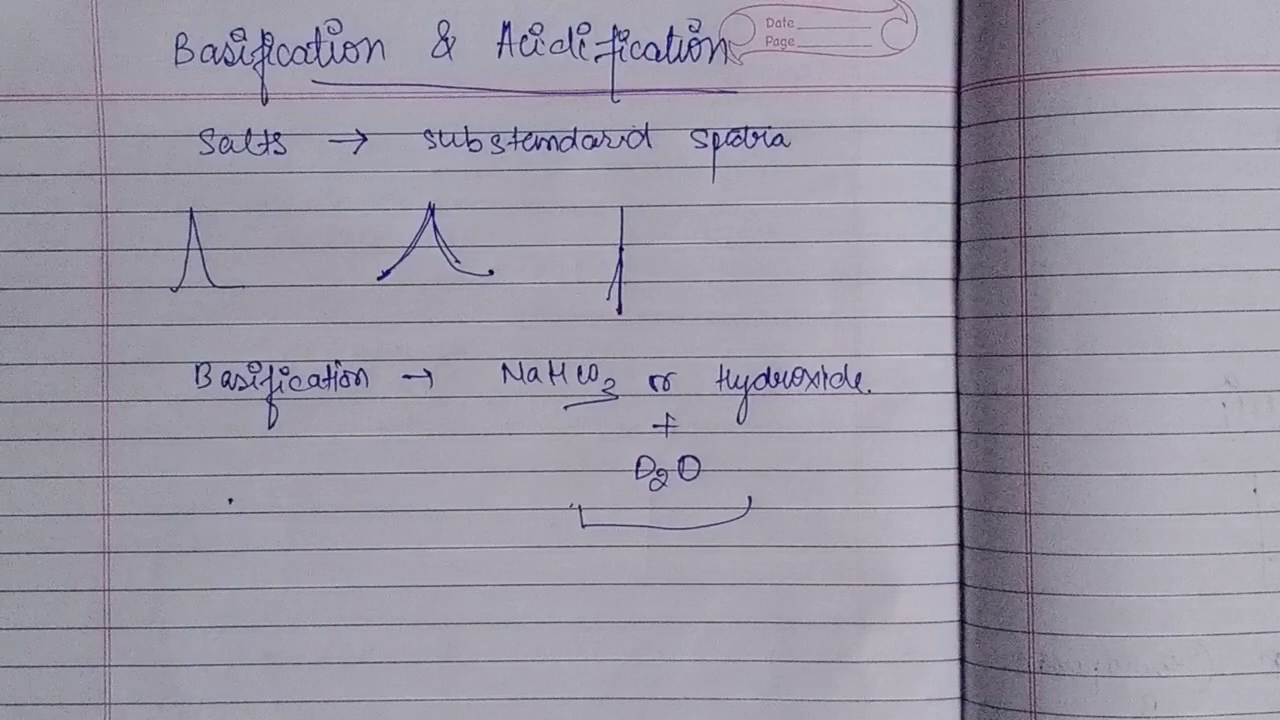 Date
Page
Basification & Acidification
Salts → substandard spectra
Basification → NaHCO3 or Hydroxide.
+
D2O